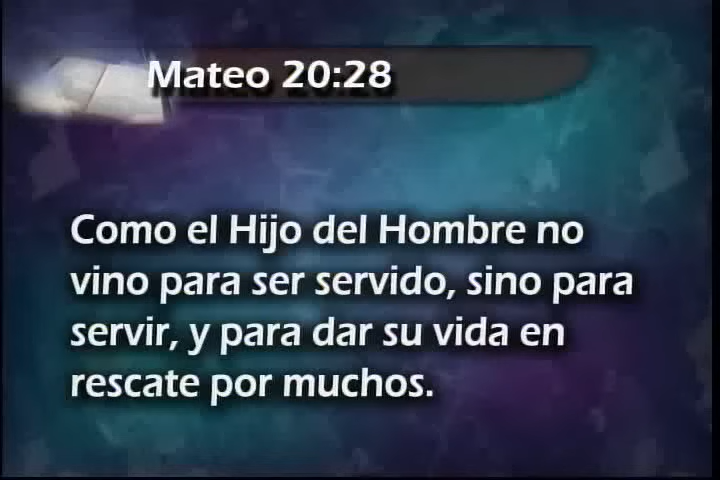 Mateo 20:28
Como el Hijo del Hombre no
vino para ser servido, sino para
servir, y para dar su vida en
rescate por muchos.